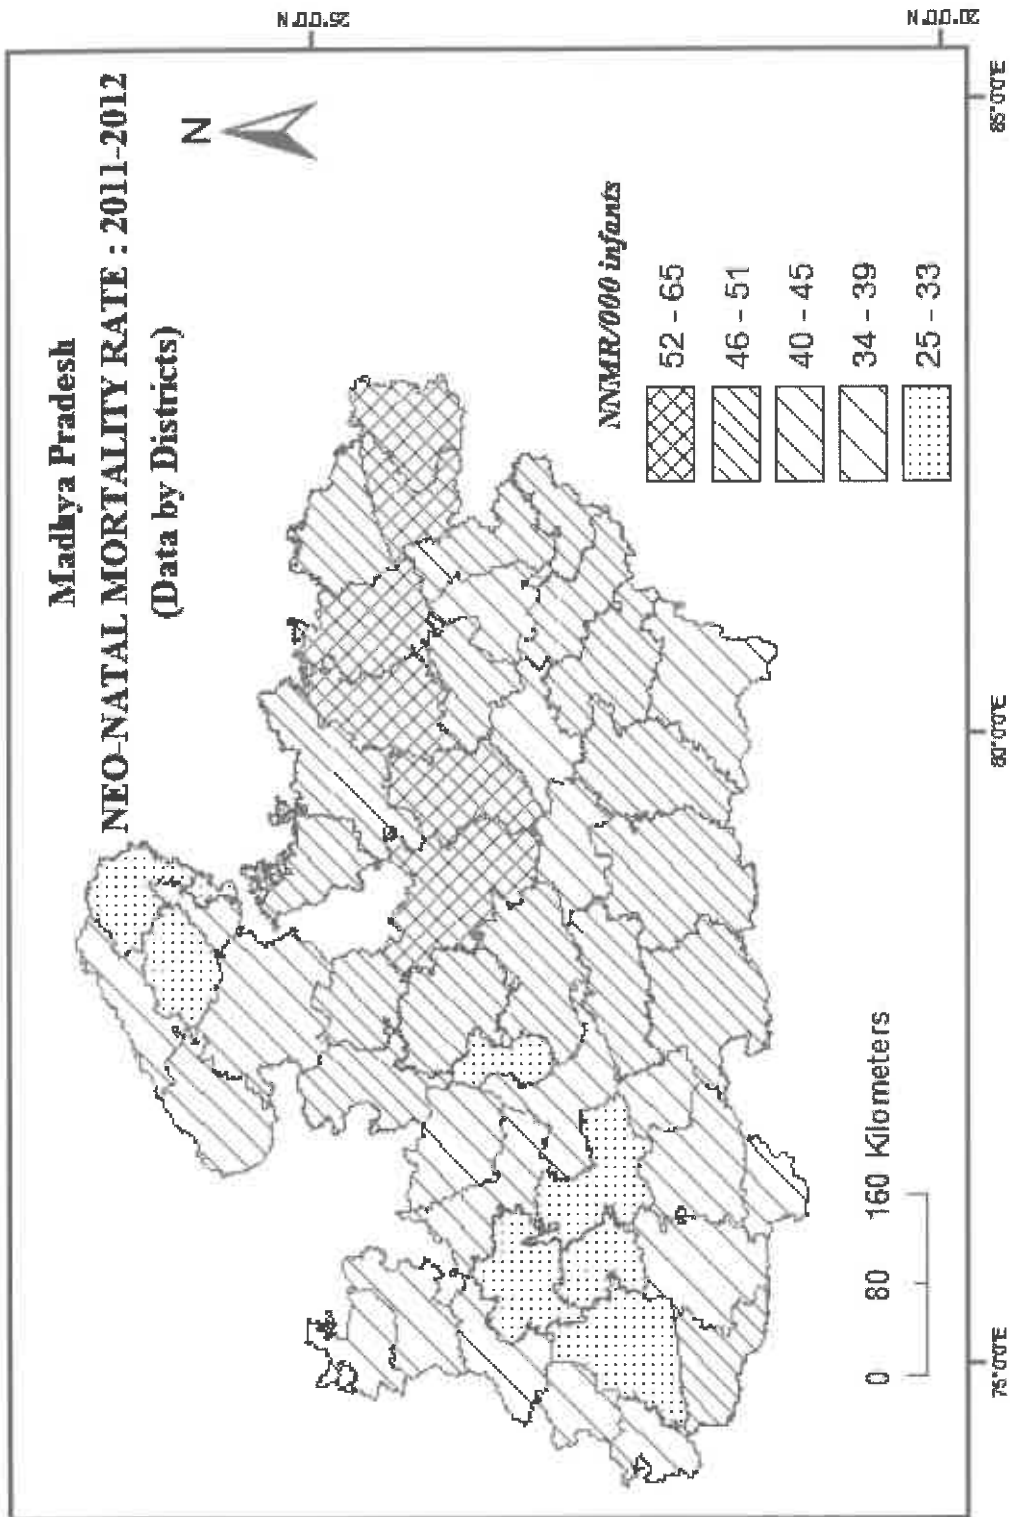 Madhya Pradesh
NEO-NATAL MORTALITY RATE : 2011-2012
(Data by Districts)
N
NNMR/000 infants
52 - 65
46 - 51
40 - 45
34 - 39
25 - 33
0 80 160 Kilometers
75°0'0"E
80°0'0"E
85°0'0"E
25°0'0"N
20°0'0"N